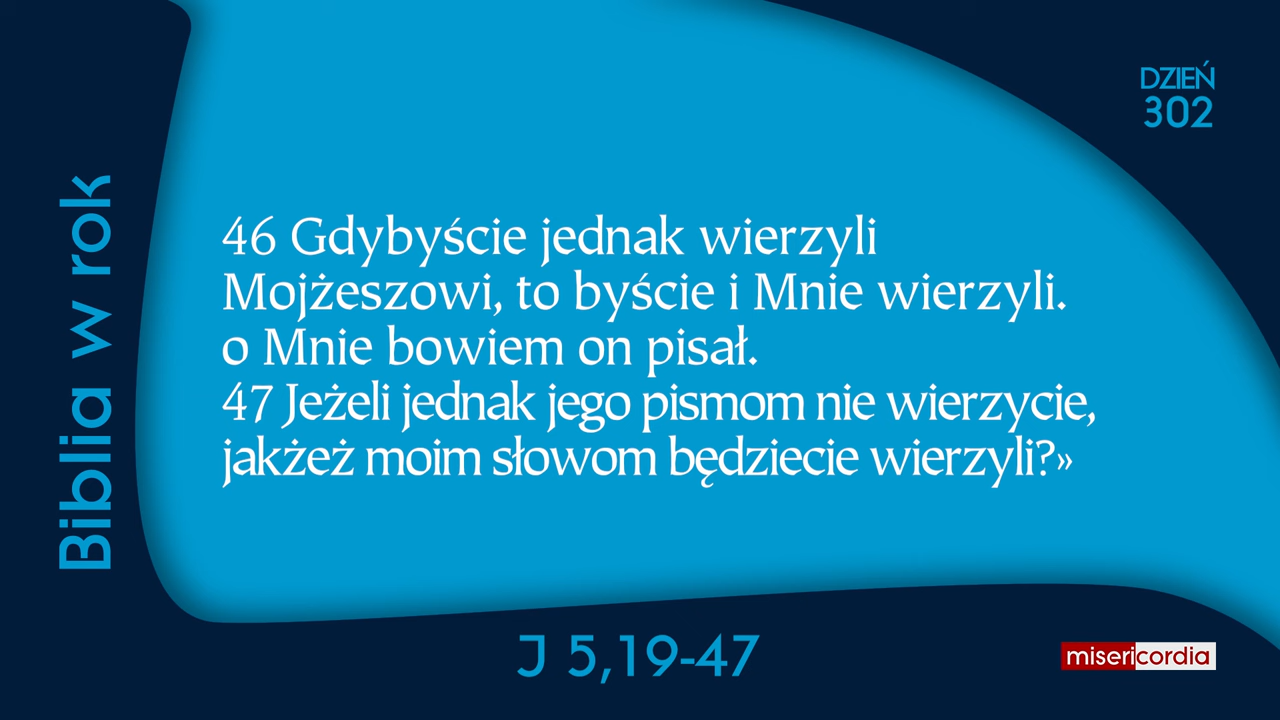 DZIEŃ
302
Biblia w rok
46 Gdybyście jednak wierzyli
Mojżeszowi, to byście i Mnie wierzyli.
o Mnie bowiem on pisał.
47 Jeżeli jednak jego pismom nie wierzycie,
jakżeż moim słowom będziecie wierzyli?»
J 5,19-47
misericordia